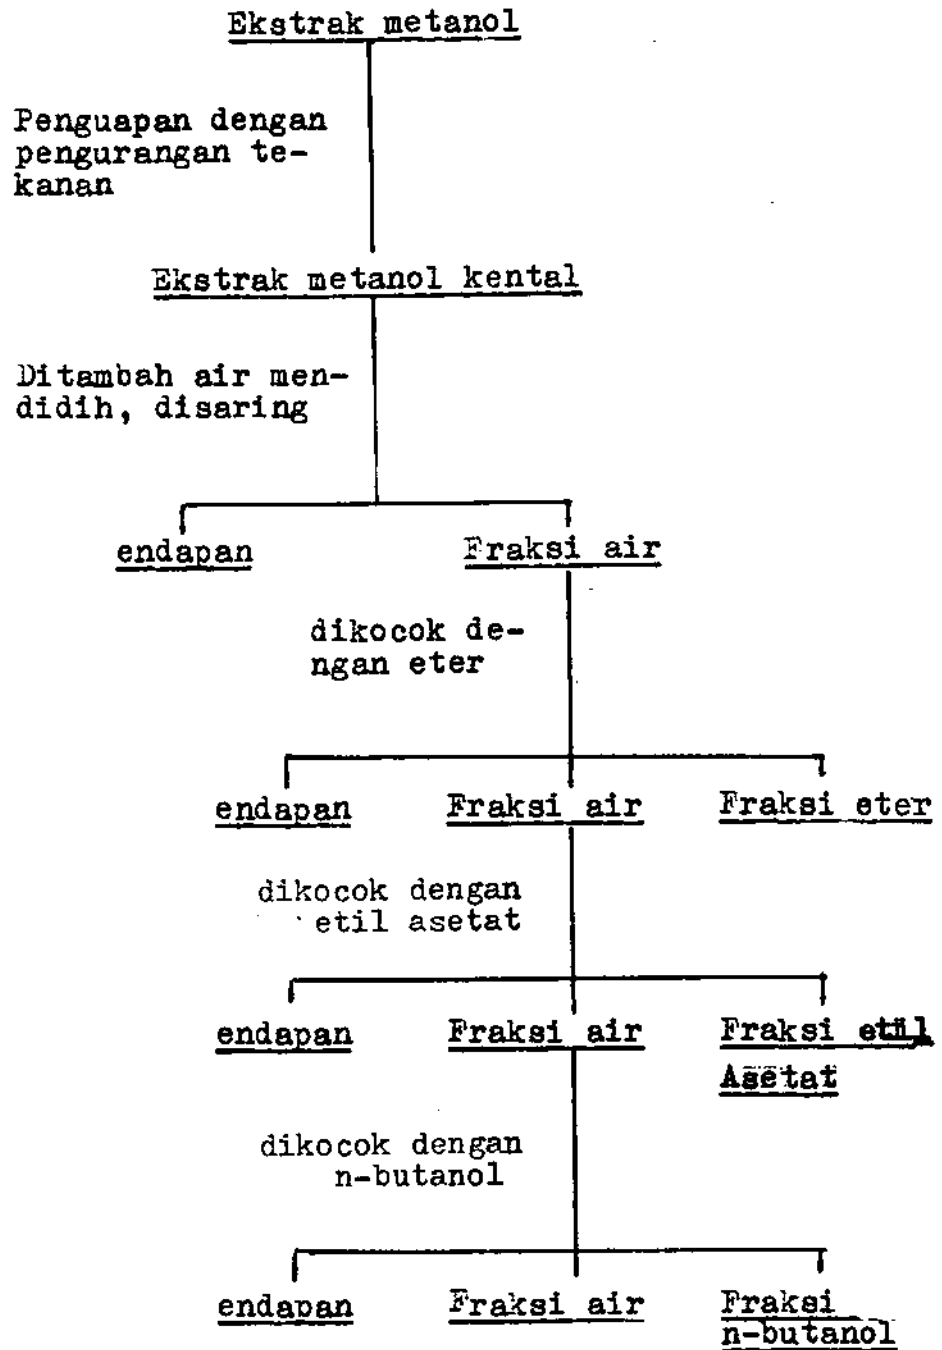 Ekstrak metanol
Penguapan dengan
pengurangan te-
kanan
Ekstrak metanol kental
Ditambah air men-
didih, disaring
endapan Fraksi air
dikocok de-
ngan eter
endapan Fraksi air Fraksi eter
dikocok dengan
etil asetat
endapan Fraksi air Fraksi etil
Asetat
dikocok dengan
n-butanol
endapan Fraksi air Fraksi
n-butanol